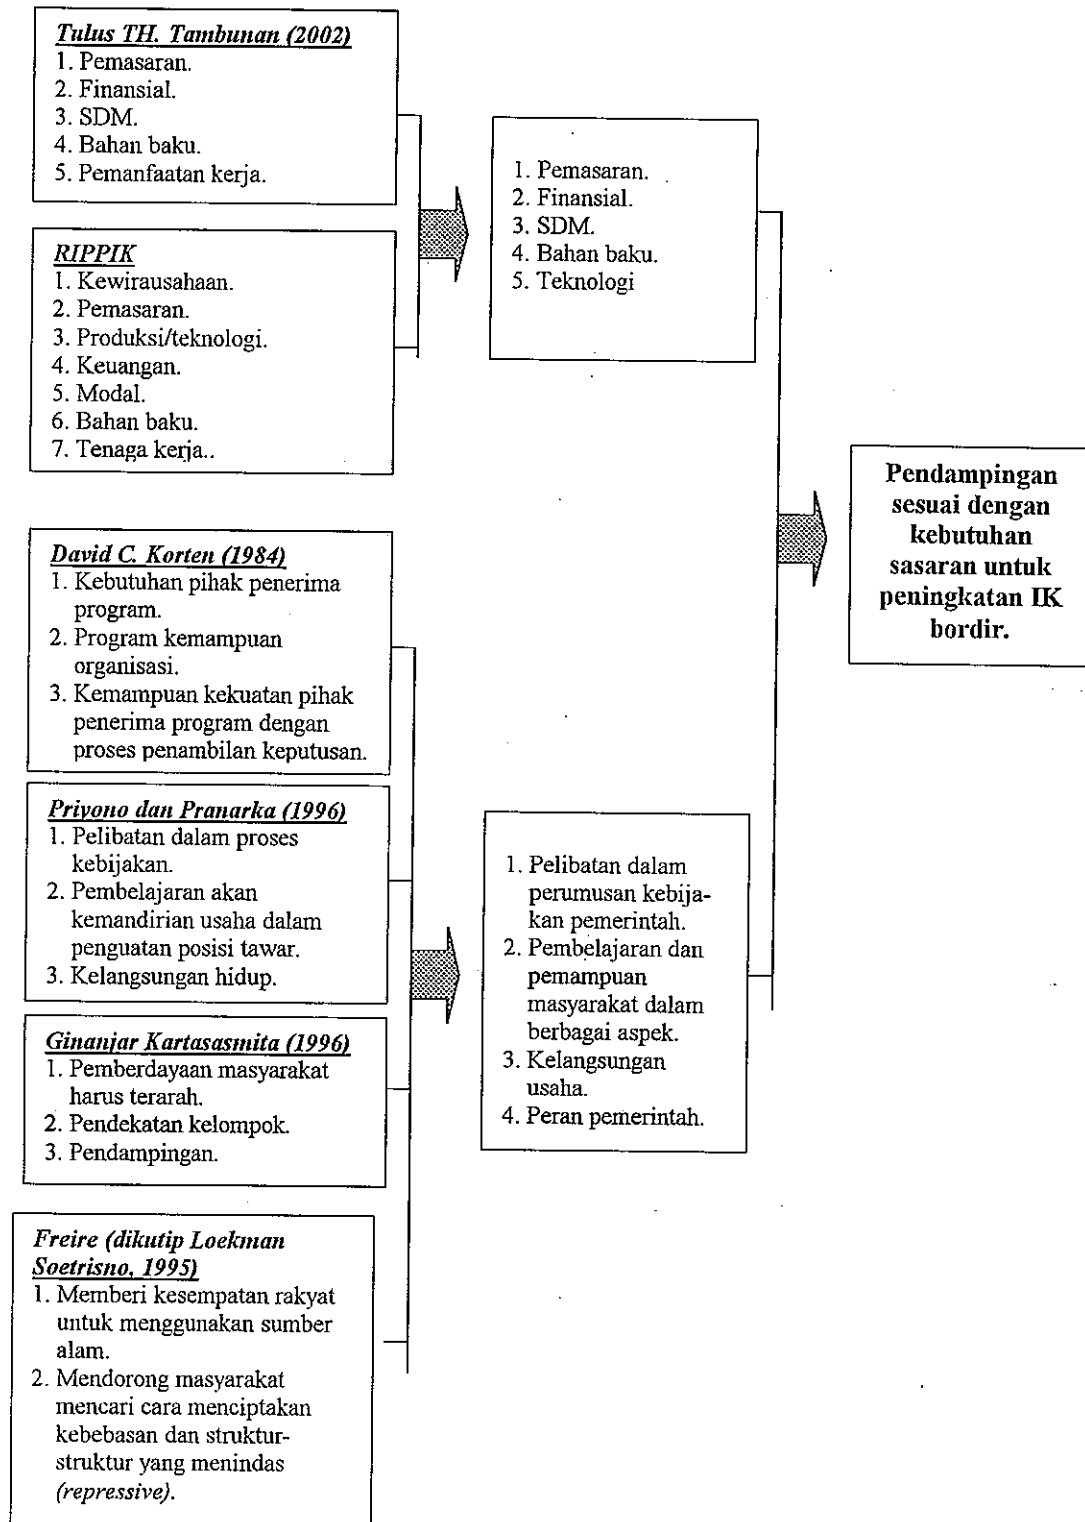 Tulus TH. Tambunan (2002)
1. Pemasaran.
2. Finansial.
3. SDM.
4. Bahan baku.
5. Pemanfaatan kerja.
RIPPIK
1. Kewirausahaan.
2. Pemasaran.
3. Produksi/teknologi.
4. Keuangan.
5. Modal.
6. Bahan baku.
7. Tenaga kerja..
1. Pemasaran.
2. Finansial.
3. SDM.
4. Bahan baku.
5. Teknologi
David C. Korten (1984)
1. Kebutuhan pihak penerima
program.
2. Program kemampuan
organisasi.
3. Kemampuan kekuatan pihak
penerima program dengan
proses penambilan keputusan.
Priyono dan Pranarka (1996)
1. Pelibatan dalam proses
kebijakan.
2. Pembelajaran akan
kemandirian usaha dalam
penguatan posisi tawar.
3. Kelangsungan hidup.
Ginanjar Kartasasmita (1996)
1. Pemberdayaan masyarakat
harus terarah.
2. Pendekatan kelompok.
3. Pendampingan.
Freire (dikutip Loekman
Soetrisno, 1995)
1. Memberi kesempatan rakyat
untuk menggunakan sumber
alam.
2. Mendorong masyarakat
mencari cara menciptakan
kebebasan dan struktur-
struktur yang menindas
(repressive).
1. Pelibatan dalam
perumusan kebija-
kan pemerintah.
2. Pembelajaran dan
pemampuan
masyarakat dalam
berbagai aspek.
3. Kelangsungan
usaha.
4. Peran pemerintah.
Pendampingan
sesuai dengan
kebutuhan
sasaran untuk
peningkatan IK
bordir.